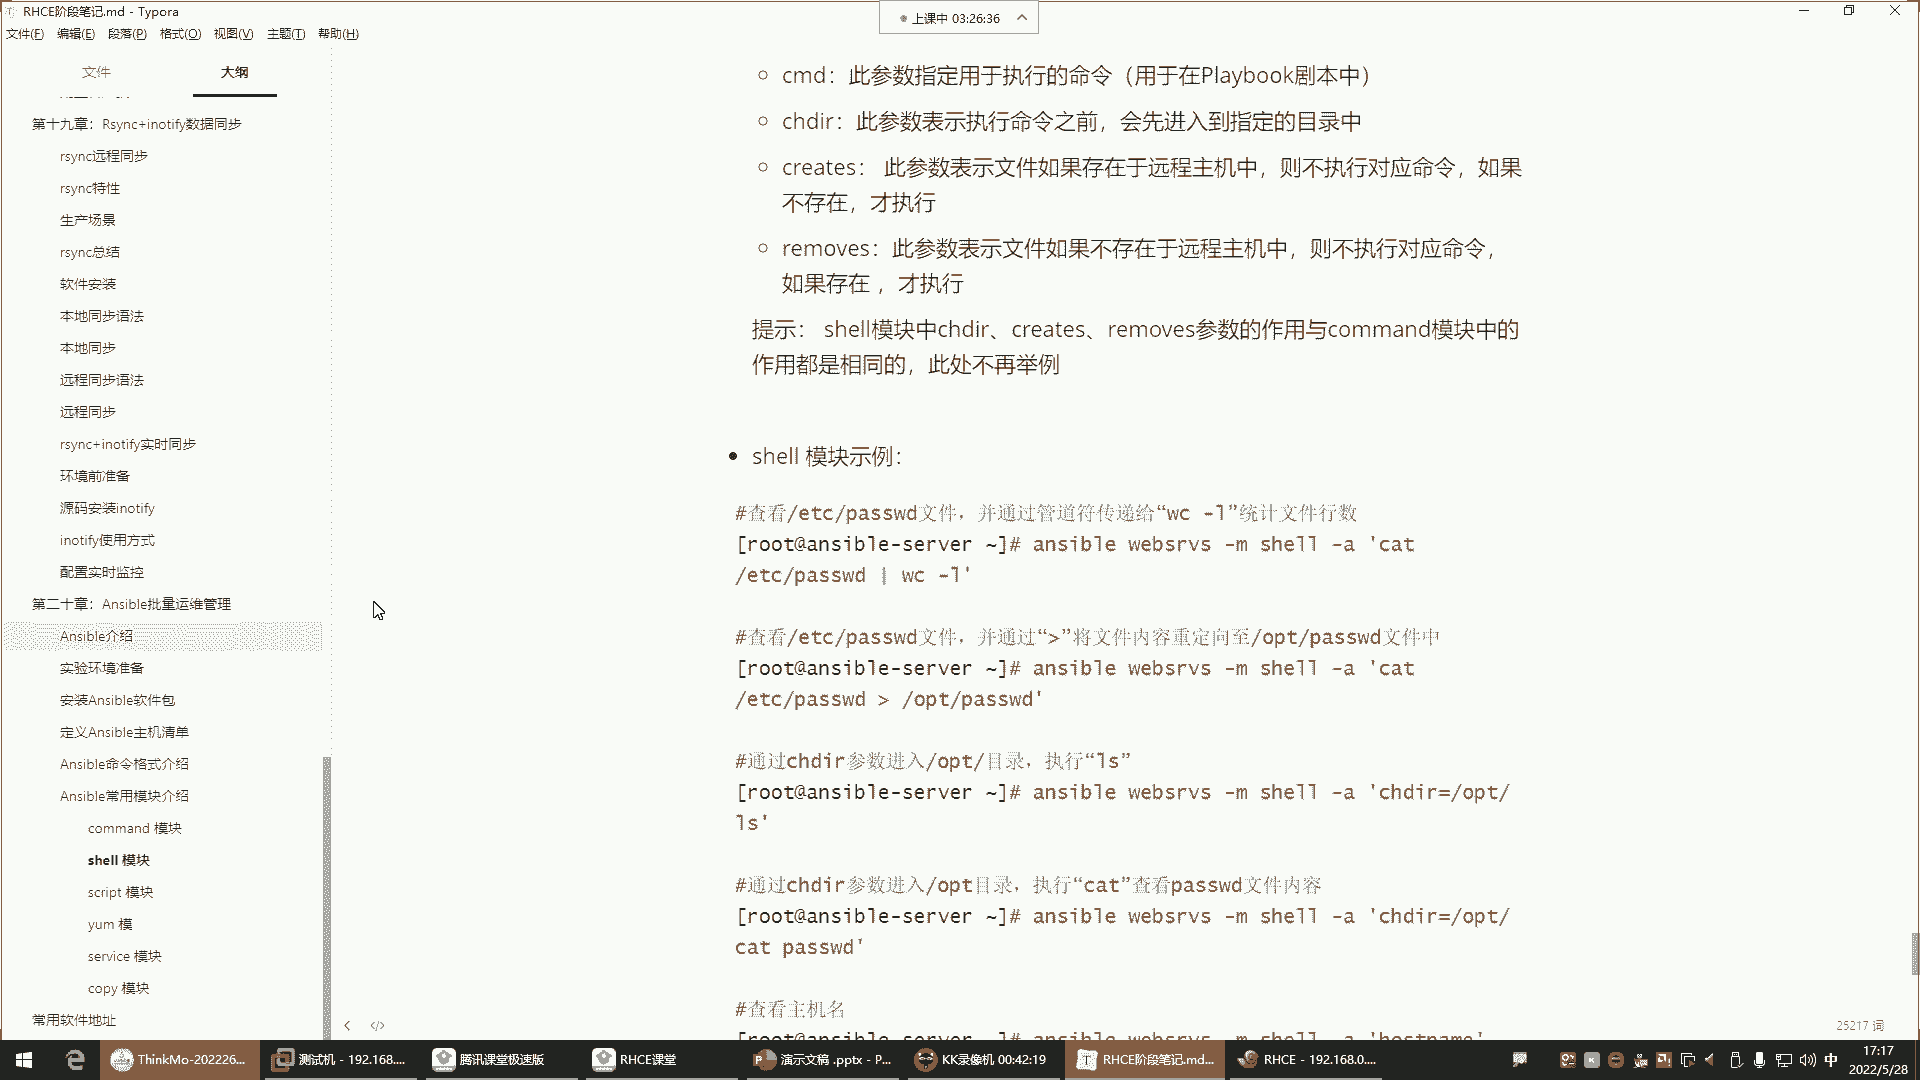 RHCE阶段笔记.md - Typora
上课中 03:26:36
文件(F) 编辑(E) 段落(P) 格式(O) 视图(V) 主题(T) 帮助(H)
文件 大纲
第十九章：Rsync+inotify数据同步
rsync远程同步
rsync特性
生产场景
rsync总结
软件安装
本地同步语法
本地同步
远程同步语法
远程同步
rsync+inotify实时同步
环境前准备
源码安装inotify
inotify使用方式
配置实时监控
第二十章：Ansible批量运维管理
Ansible介绍
实验环境准备
安装Ansible软件包
定义Ansible主机清单
Ansible命令格式介绍
Ansible常用模块介绍
command 模块
shell 模块
script 模块
yum 模
service 模块
copy 模块
常用软件地址
cmd：此参数指定用于执行的命令（用于在Playbook剧本中）
chdir：此参数表示执行命令之前，会先进入到指定的目录中
creates： 此参数表示文件如果存在于远程主机中，则不执行对应命令，如果
不存在，才执行
removes：此参数表示文件如果不存在于远程主机中，则不执行对应命令，
如果存在 ，才执行
提示： shell模块中chdir、creates、removes参数的作用与command模块中的
作用都是相同的，此处不再举例
shell 模块示例：
#查看/etc/passwd文件，并通过管道符传递给“wc -l”统计文件行数
[root@ansible-server ~]# ansible websrvs -m shell -a 'cat
/etc/passwd | wc -l'
#查看/etc/passwd文件，并通过“>”将文件内容重定向至/opt/passwd文件中
[root@ansible-server ~]# ansible websrvs -m shell -a 'cat
/etc/passwd > /opt/passwd'
#通过chdir参数进入/opt/目录，执行“ls”
[root@ansible-server ~]# ansible websrvs -m shell -a 'chdir=/opt/
ls'
#通过chdir参数进入/opt目录，执行“cat”查看passwd文件内容
[root@ansible-server ~]# ansible websrvs -m shell -a 'chdir=/opt/
cat passwd'
#查看主机名
[root@ansible-server ~]# ansible websrvs -m shell -a 'hostname'
25217 词
ThinkMo-202226... 测试机 - 192.168.... 腾讯课堂极速版 RHCE课堂 演示文稿 .pptx - P... KK录像机 00:42:19 RHCE阶段笔记.md... RHCE - 192.168.0.... 中 17:17
2022/5/28